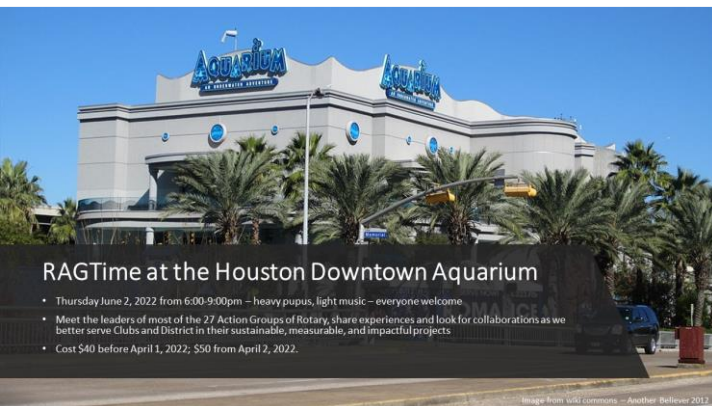 AQUARIUM
AN UNDERWATER ADVENTURE
AQUARIUM
AN UNDERWATER ADVENTURE
Memorial
RAGTime at the Houston Downtown Aquarium
• Thursday June 2, 2022 from 6:00-9:00pm – heavy pupus, light music – everyone welcome
• Meet the leaders of most of the 27 Action Groups of Rotary, share experiences and look for collaborations as we
better serve Clubs and District in their sustainable, measurable, and impactful projects
• Cost $40 before April 1, 2022; $50 from April 2, 2022.
Image from wiki commons – Another Believer 2012